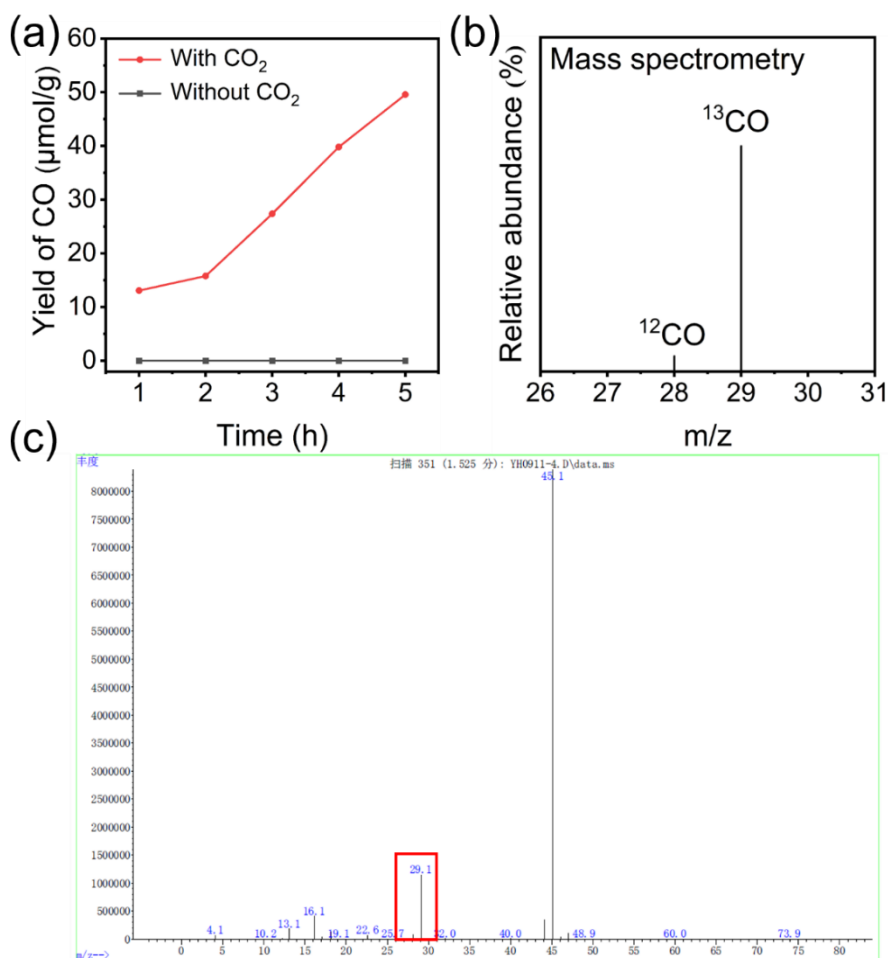 (a)
60
50
40
30
20
10
0
Yield of CO (μmol/g)
With CO₂
Without CO₂
1 2 3 4 5
Time (h)
(b)
Mass spectrometry
Relative abundance (%)
¹³CO
¹²CO
26 27 28 29 30 31
m/z
(c)
丰度
扫描 351 (1.525 分): YH0911-4.D\data.ms
8000000
7500000
7000000
6500000
6000000
5500000
5000000
4500000
4000000
3500000
3000000
2500000
2000000
1500000
1000000
500000
0
45.1
29.1
16.1
13.1
4.1 10.2 19.1 22.6 25.7 32.0 40.0 48.9 60.0 73.9
0 5 10 15 20 25 30 35 40 45 50 55 60 65 70 75 80
m/z-->